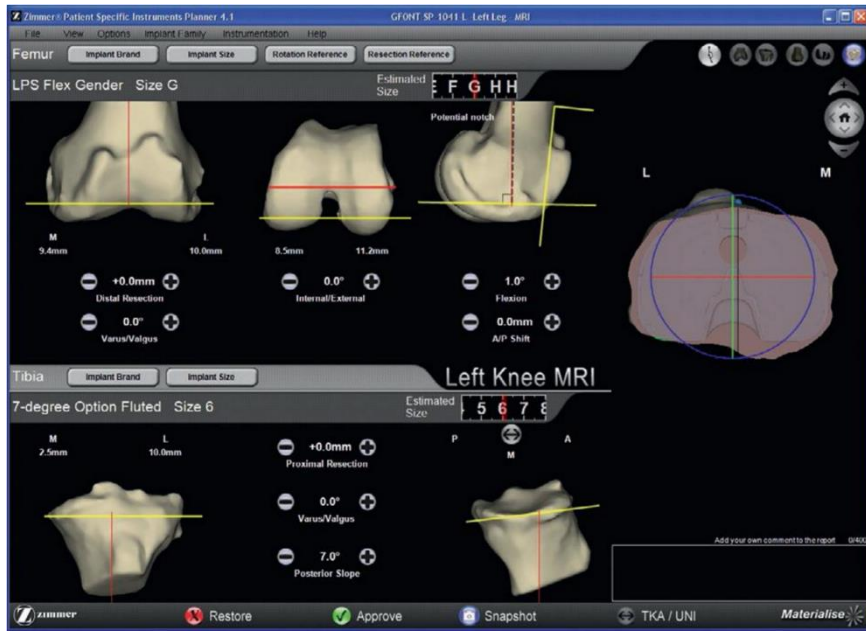 Zimmer® Patient Specific Instruments Planner 4.1
GFONT SP 1041 L -Left Leg - MRI
File View Options Implant Family Instrumentation Help
Femur Implant Brand Implant Size Rotation Reference Resection Reference
LPS Flex Gender Size G
Estimated Size
F G H H
Potential notch
M L
9.4mm 10.0mm
8.5mm 11.2mm
+0.0mm
Distal Resection
0.0°
Varus/Valgus
0.0°
Internal/External
1.0°
Flexion
0.0mm
A/P Shift
L M
Tibia Implant Brand Implant Size
Left Knee MRI
7-degree Option Fluted Size 6
Estimated Size
5 6 7 8
M L
2.5mm 10.0mm
+0.0mm
Proximal Resection
0.0°
Varus/Valgus
7.0°
Posterior Slope
P M A
Add your own comment to the report 0/400
zimmer Restore Approve Snapshot TKA / UNI Materialise